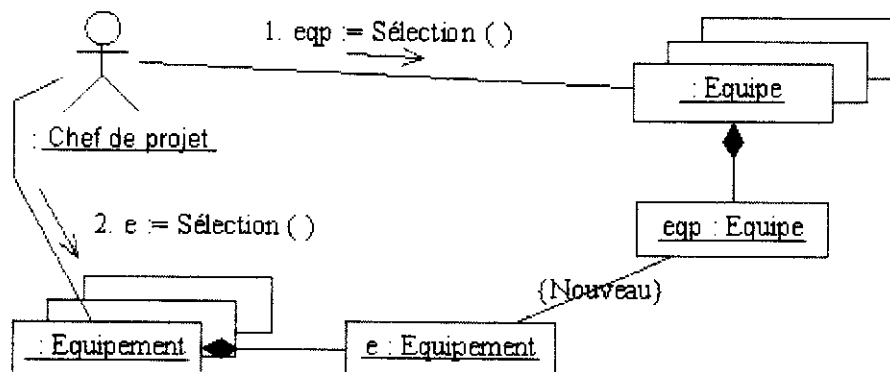 1. eqp := Sélection ( )
: Equipe
: Chef de projet
2. e := Sélection ( )
eqp : Equipe
{Nouveau}
: Equipement
e : Equipement